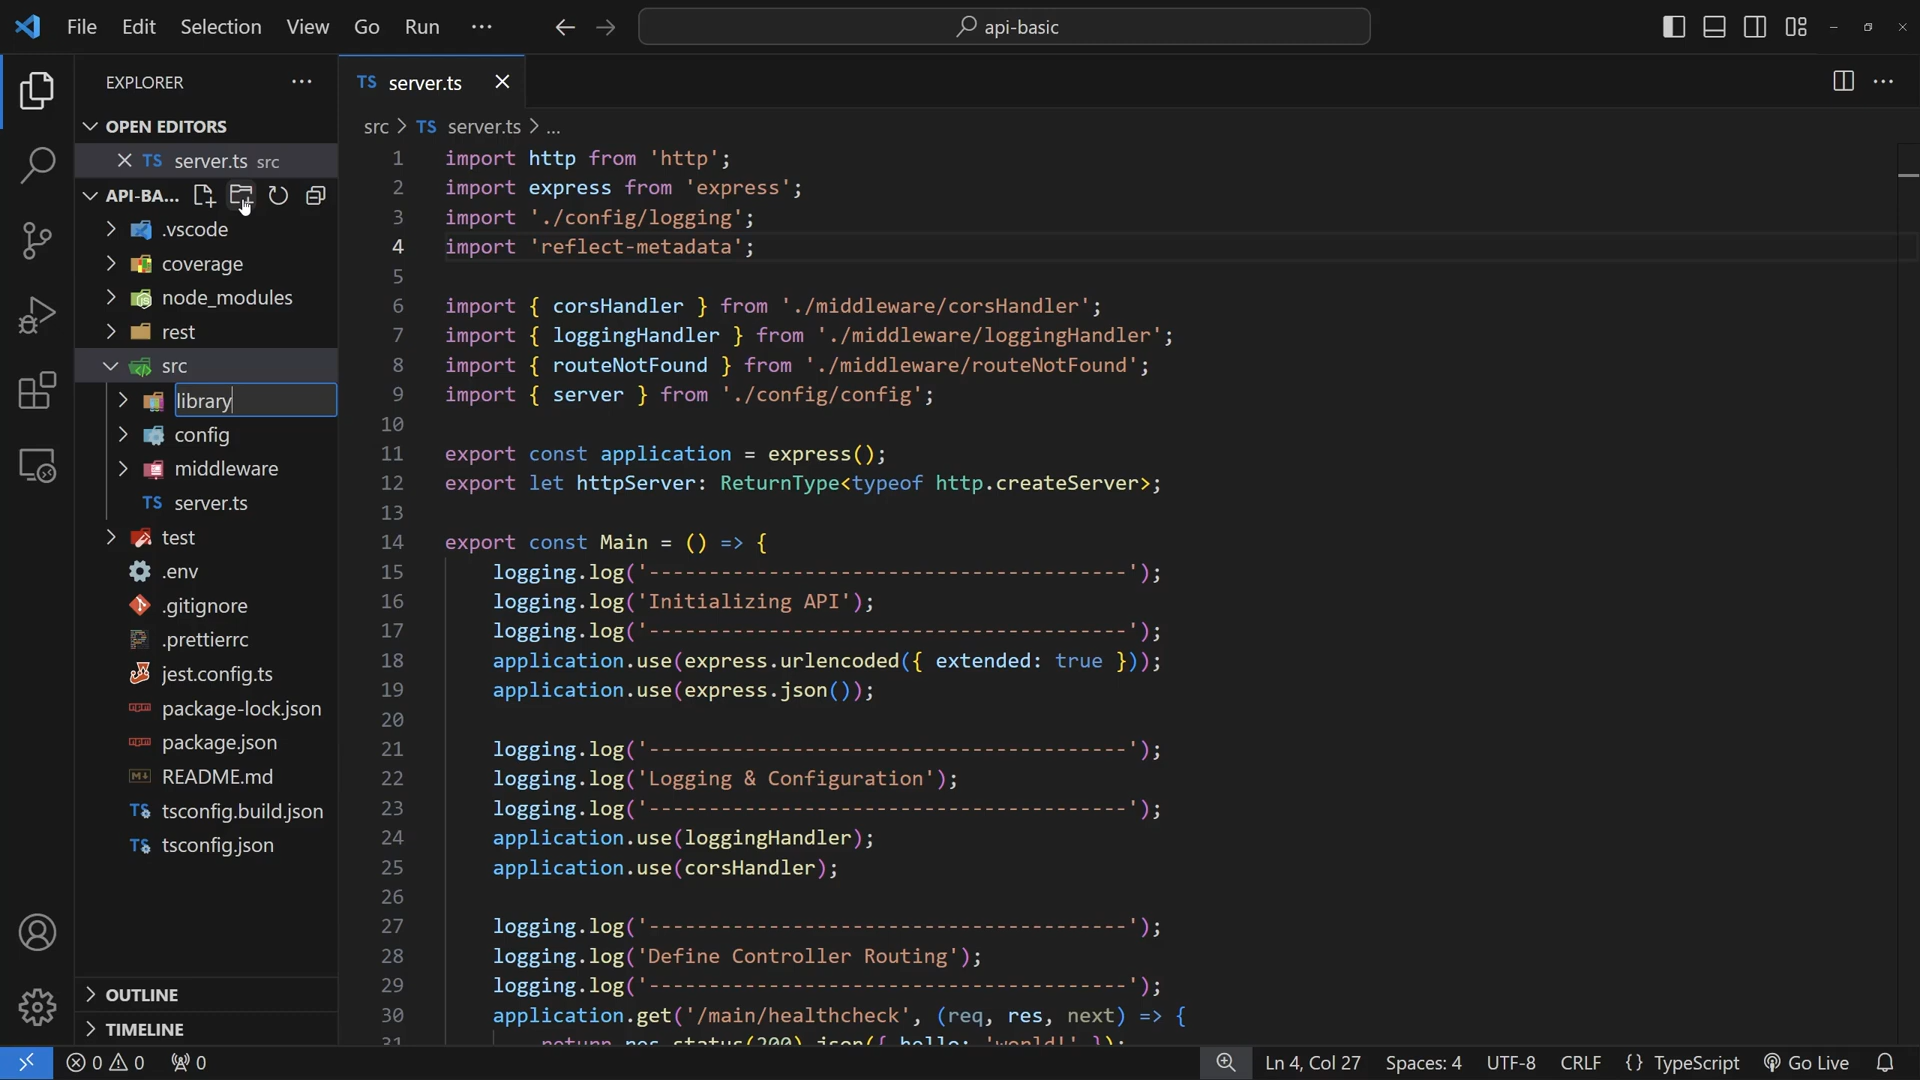 File Edit Selection View Go Run ··· api-basic
EXPLORER ···
TS server.ts
OPEN EDITORS
src > TS server.ts > ...
TS server.ts src
API-BA...
.vscode
coverage
node_modules
rest
src
library
config
middleware
TS server.ts
test
.env
.gitignore
.prettierrc
jest.config.ts
package-lock.json
package.json
README.md
TS tsconfig.build.json
TS tsconfig.json
OUTLINE
TIMELINE
1 import http from 'http';
2 import express from 'express';
3 import './config/logging';
4 import 'reflect-metadata';
5
6 import { corsHandler } from './middleware/corsHandler';
7 import { loggingHandler } from './middleware/loggingHandler';
8 import { routeNotFound } from './middleware/routeNotFound';
9 import { server } from './config/config';
10
11 export const application = express();
12 export let httpServer: ReturnType<typeof http.createServer>;
13
14 export const Main = () => {
15 logging.log('----------------------------------------');
16 logging.log('Initializing API');
17 logging.log('----------------------------------------');
18 application.use(express.urlencoded({ extended: true }));
19 application.use(express.json());
20
21 logging.log('----------------------------------------');
22 logging.log('Logging & Configuration');
23 logging.log('----------------------------------------');
24 application.use(loggingHandler);
25 application.use(corsHandler);
26
27 logging.log('----------------------------------------');
28 logging.log('Define Controller Routing');
29 logging.log('----------------------------------------');
30 application.get('/main/healthcheck', (req, res, next) => {
31 return res.status(200).json({ hello: 'world!' });
0 0 0 Ln 4, Col 27 Spaces: 4 UTF-8 CRLF {} TypeScript Go Live